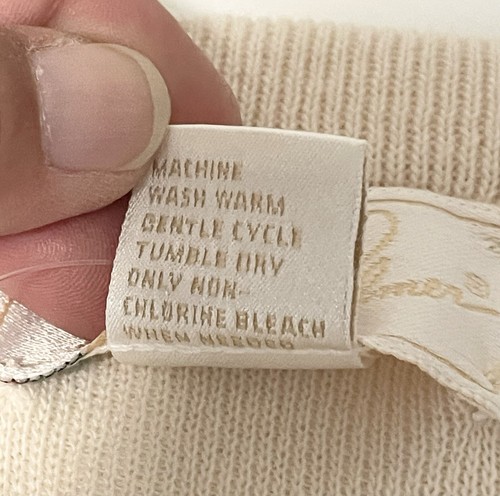 MACHINE
WASH WARM
GENTLE CYCLE
TUMBLE DRY
ONLY NON-
CHLORINE BLEACH
WHEN NEEDED